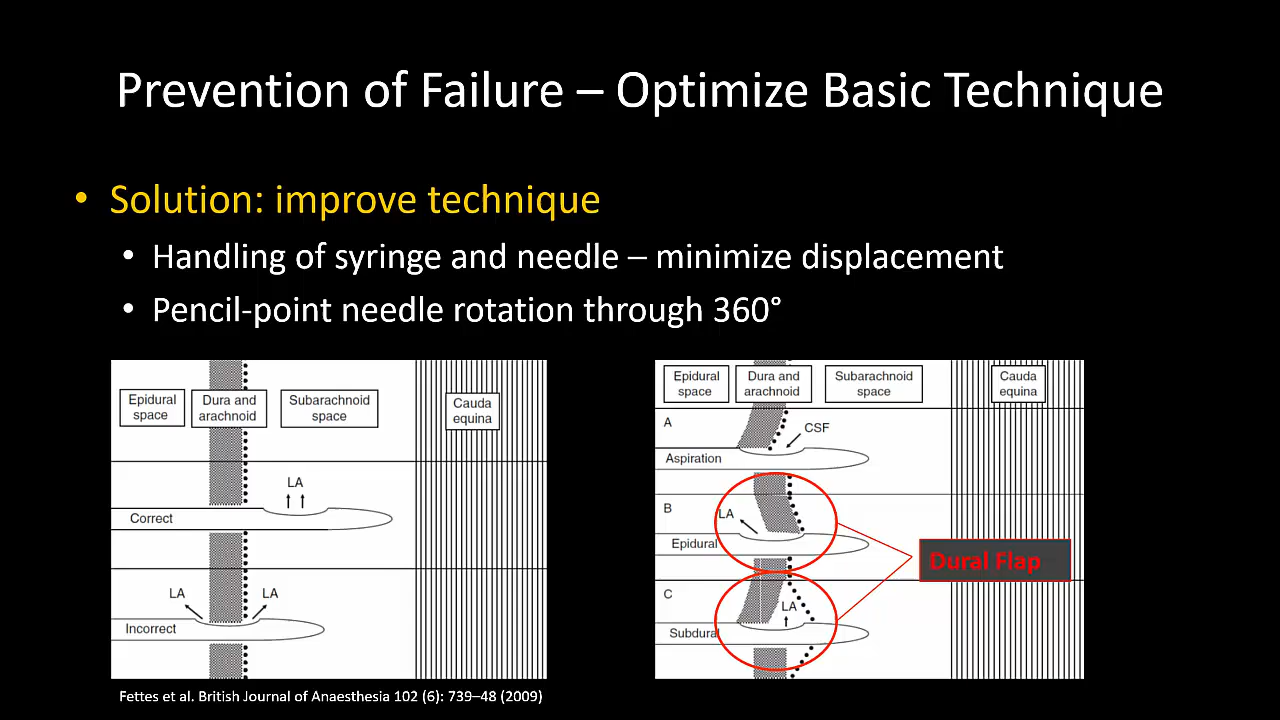 Prevention of Failure – Optimize Basic Technique
• Solution: improve technique
• Handling of syringe and needle – minimize displacement
• Pencil-point needle rotation through 360°
Epidural
space
Dura and
arachnoid
Subarachnoid
space
Cauda
equina
LA
Correct
LA
LA
Incorrect
Epidural
space
Dura and
arachnoid
Subarachnoid
space
Cauda
equina
A
CSF
Aspiration
B
LA
Epidural
Dural Flap
C
LA
Subdural
Fettes et al. British Journal of Anaesthesia 102 (6): 739–48 (2009)